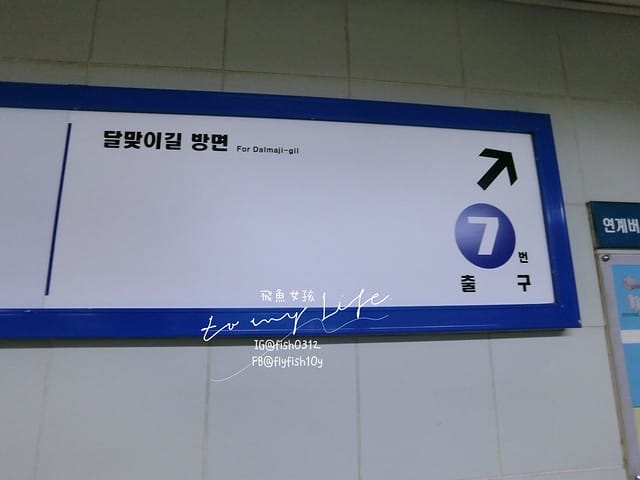 달맞이길 방면 For Dalmaji-gil
7 번
출 구
연계버
飛魚女孩
to my Life
IG@fish0312
FB@flyfish10y